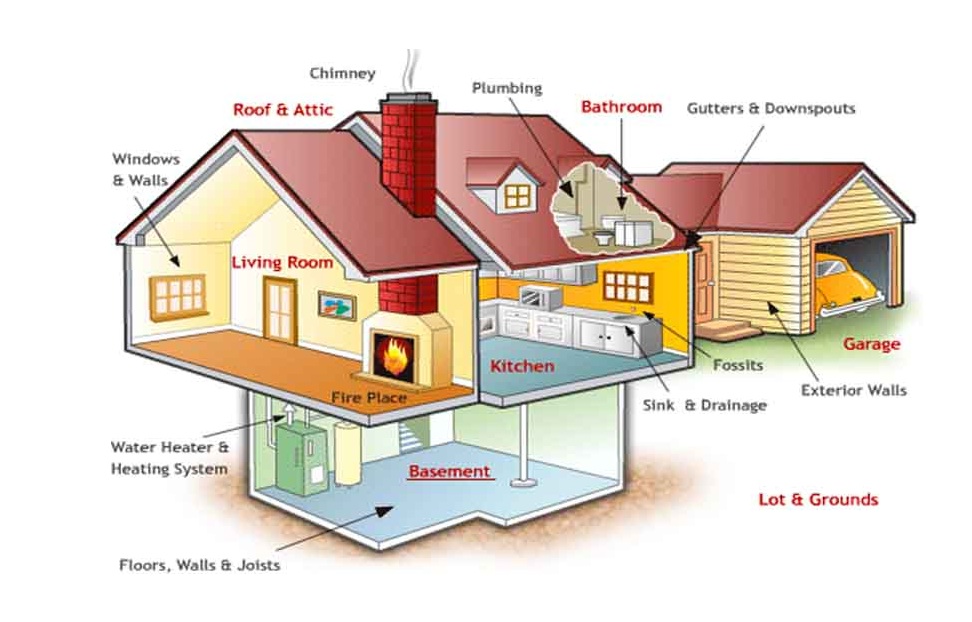 Chimney
Plumbing
Roof & Attic
Bathroom
Gutters & Downspouts
Windows
& Walls
Living Room
Garage
Kitchen
Fossits
Exterior Walls
Fire Place
Sink & Drainage
Water Heater &
Heating System
Basement
Lot & Grounds
Floors, Walls & Joists